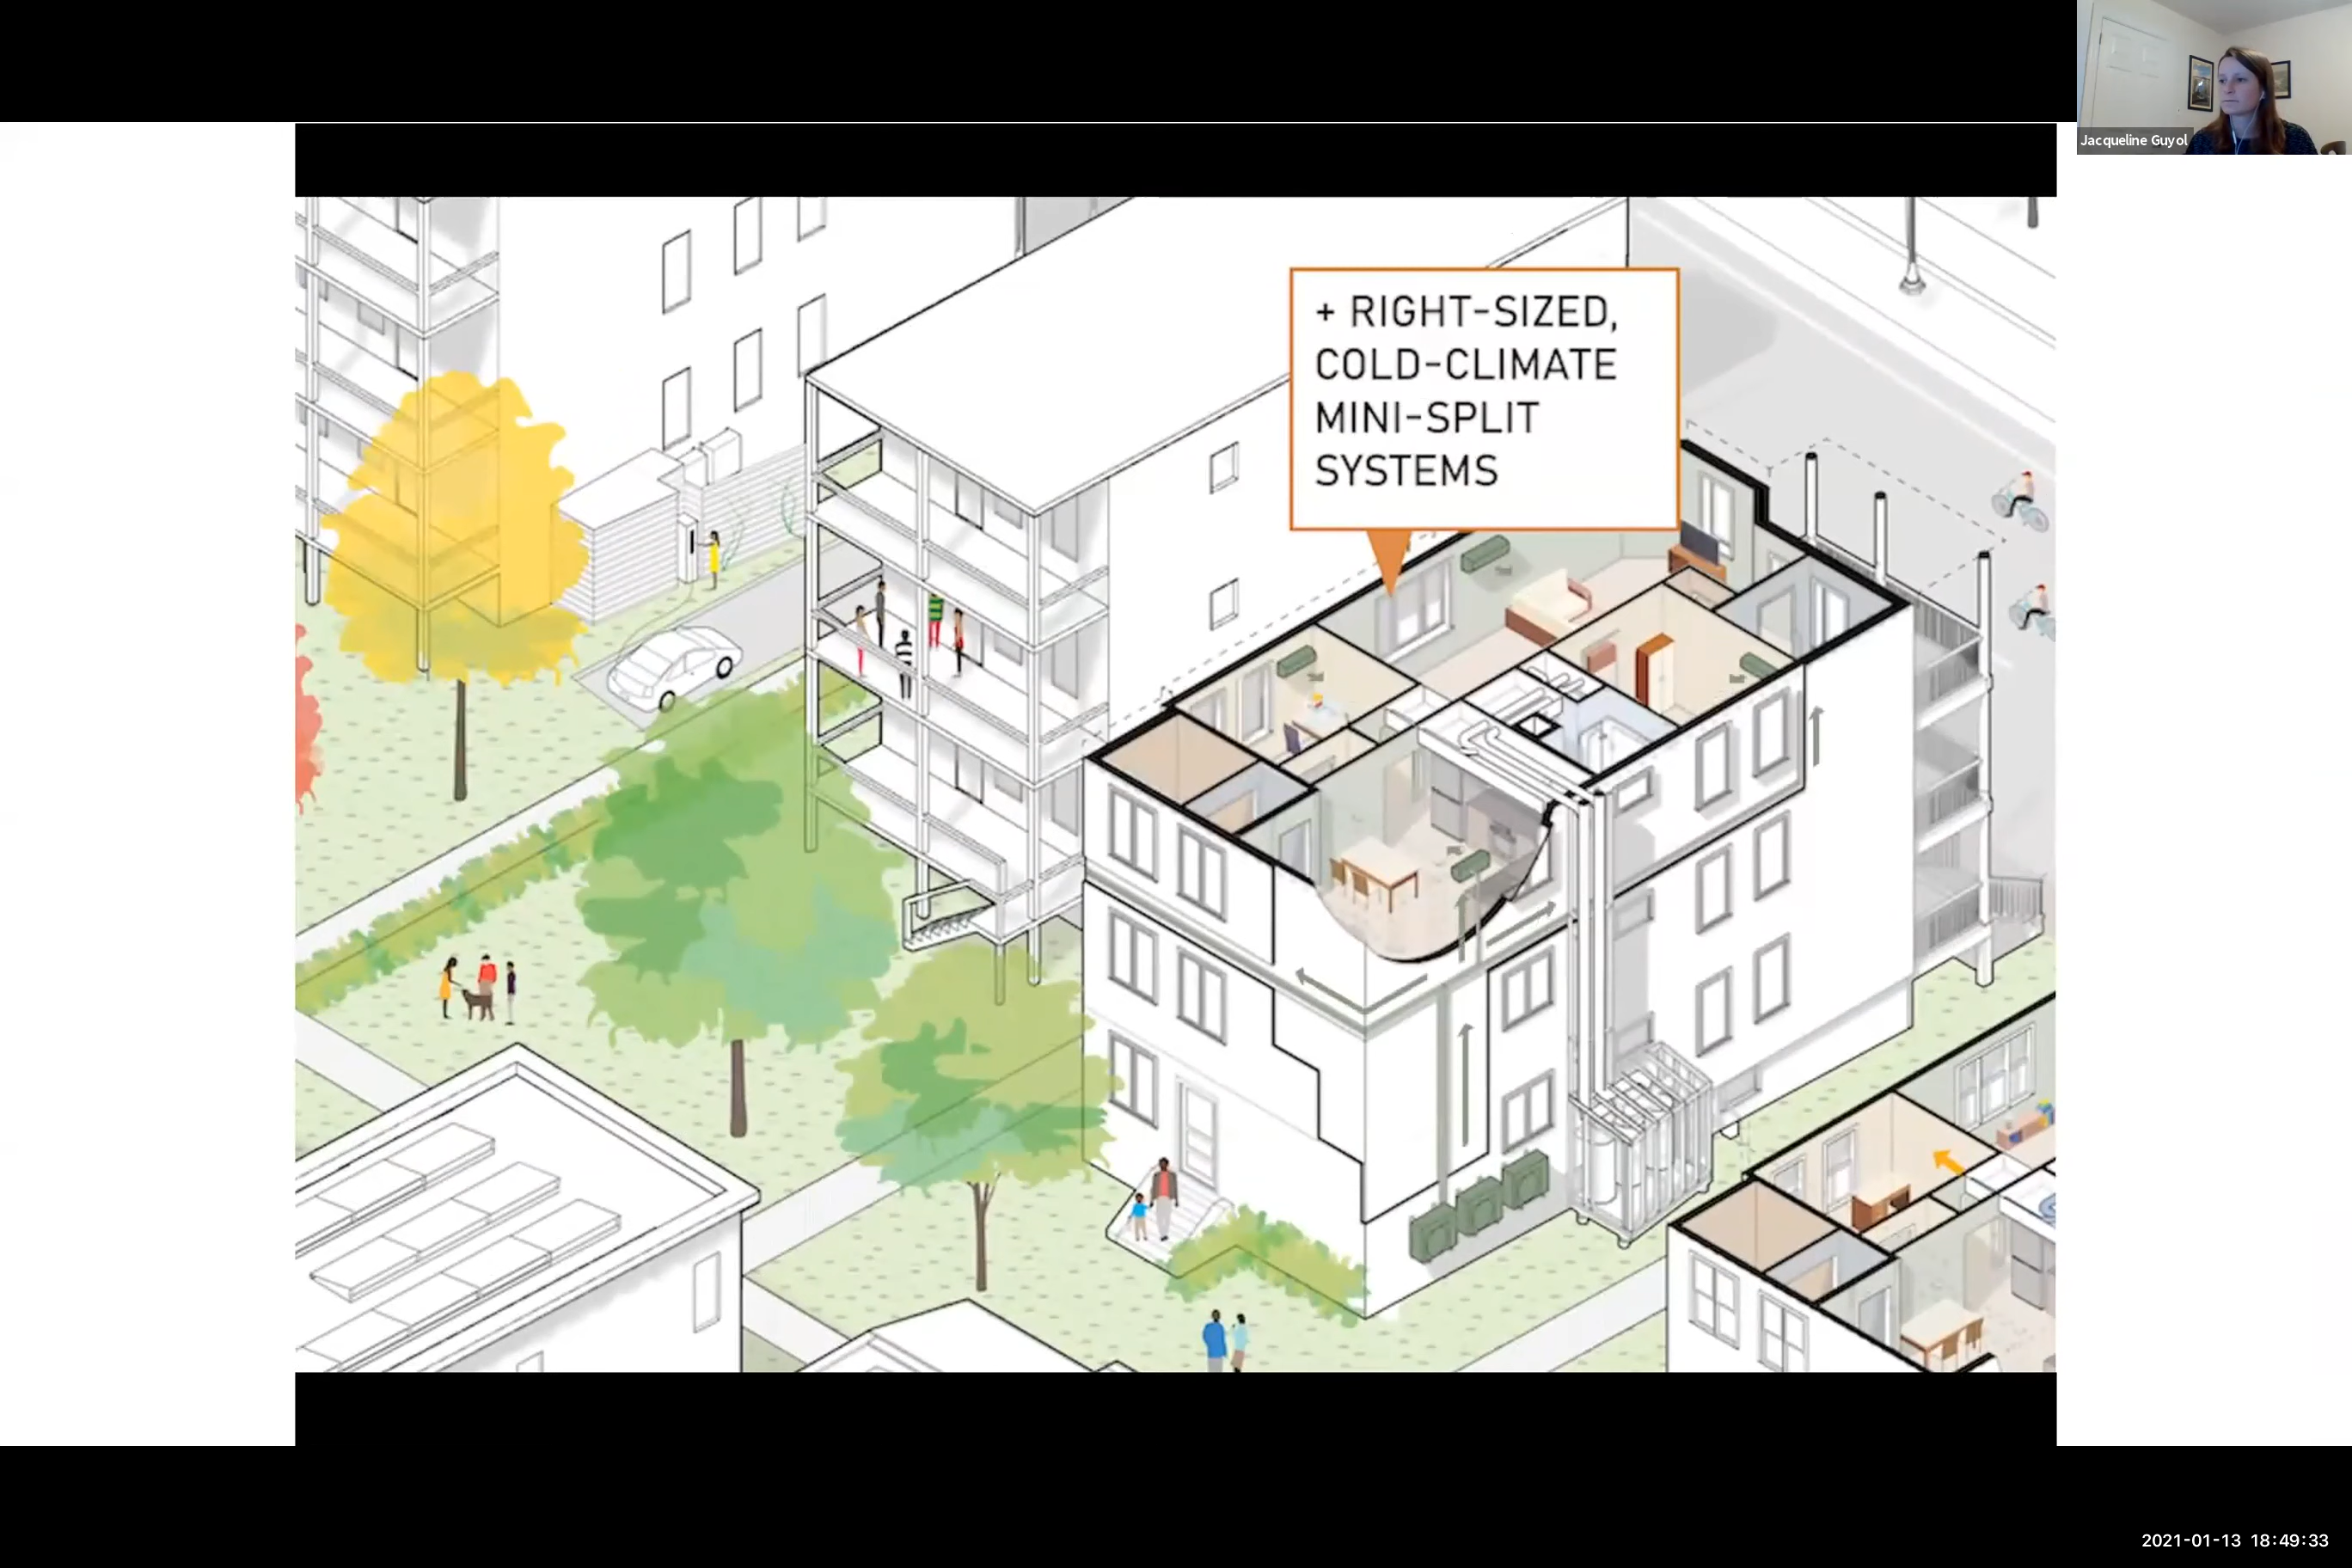 Jacqueline Guyol
+ RIGHT-SIZED,
COLD-CLIMATE
MINI-SPLIT
SYSTEMS
2021-01-13 18:49:33